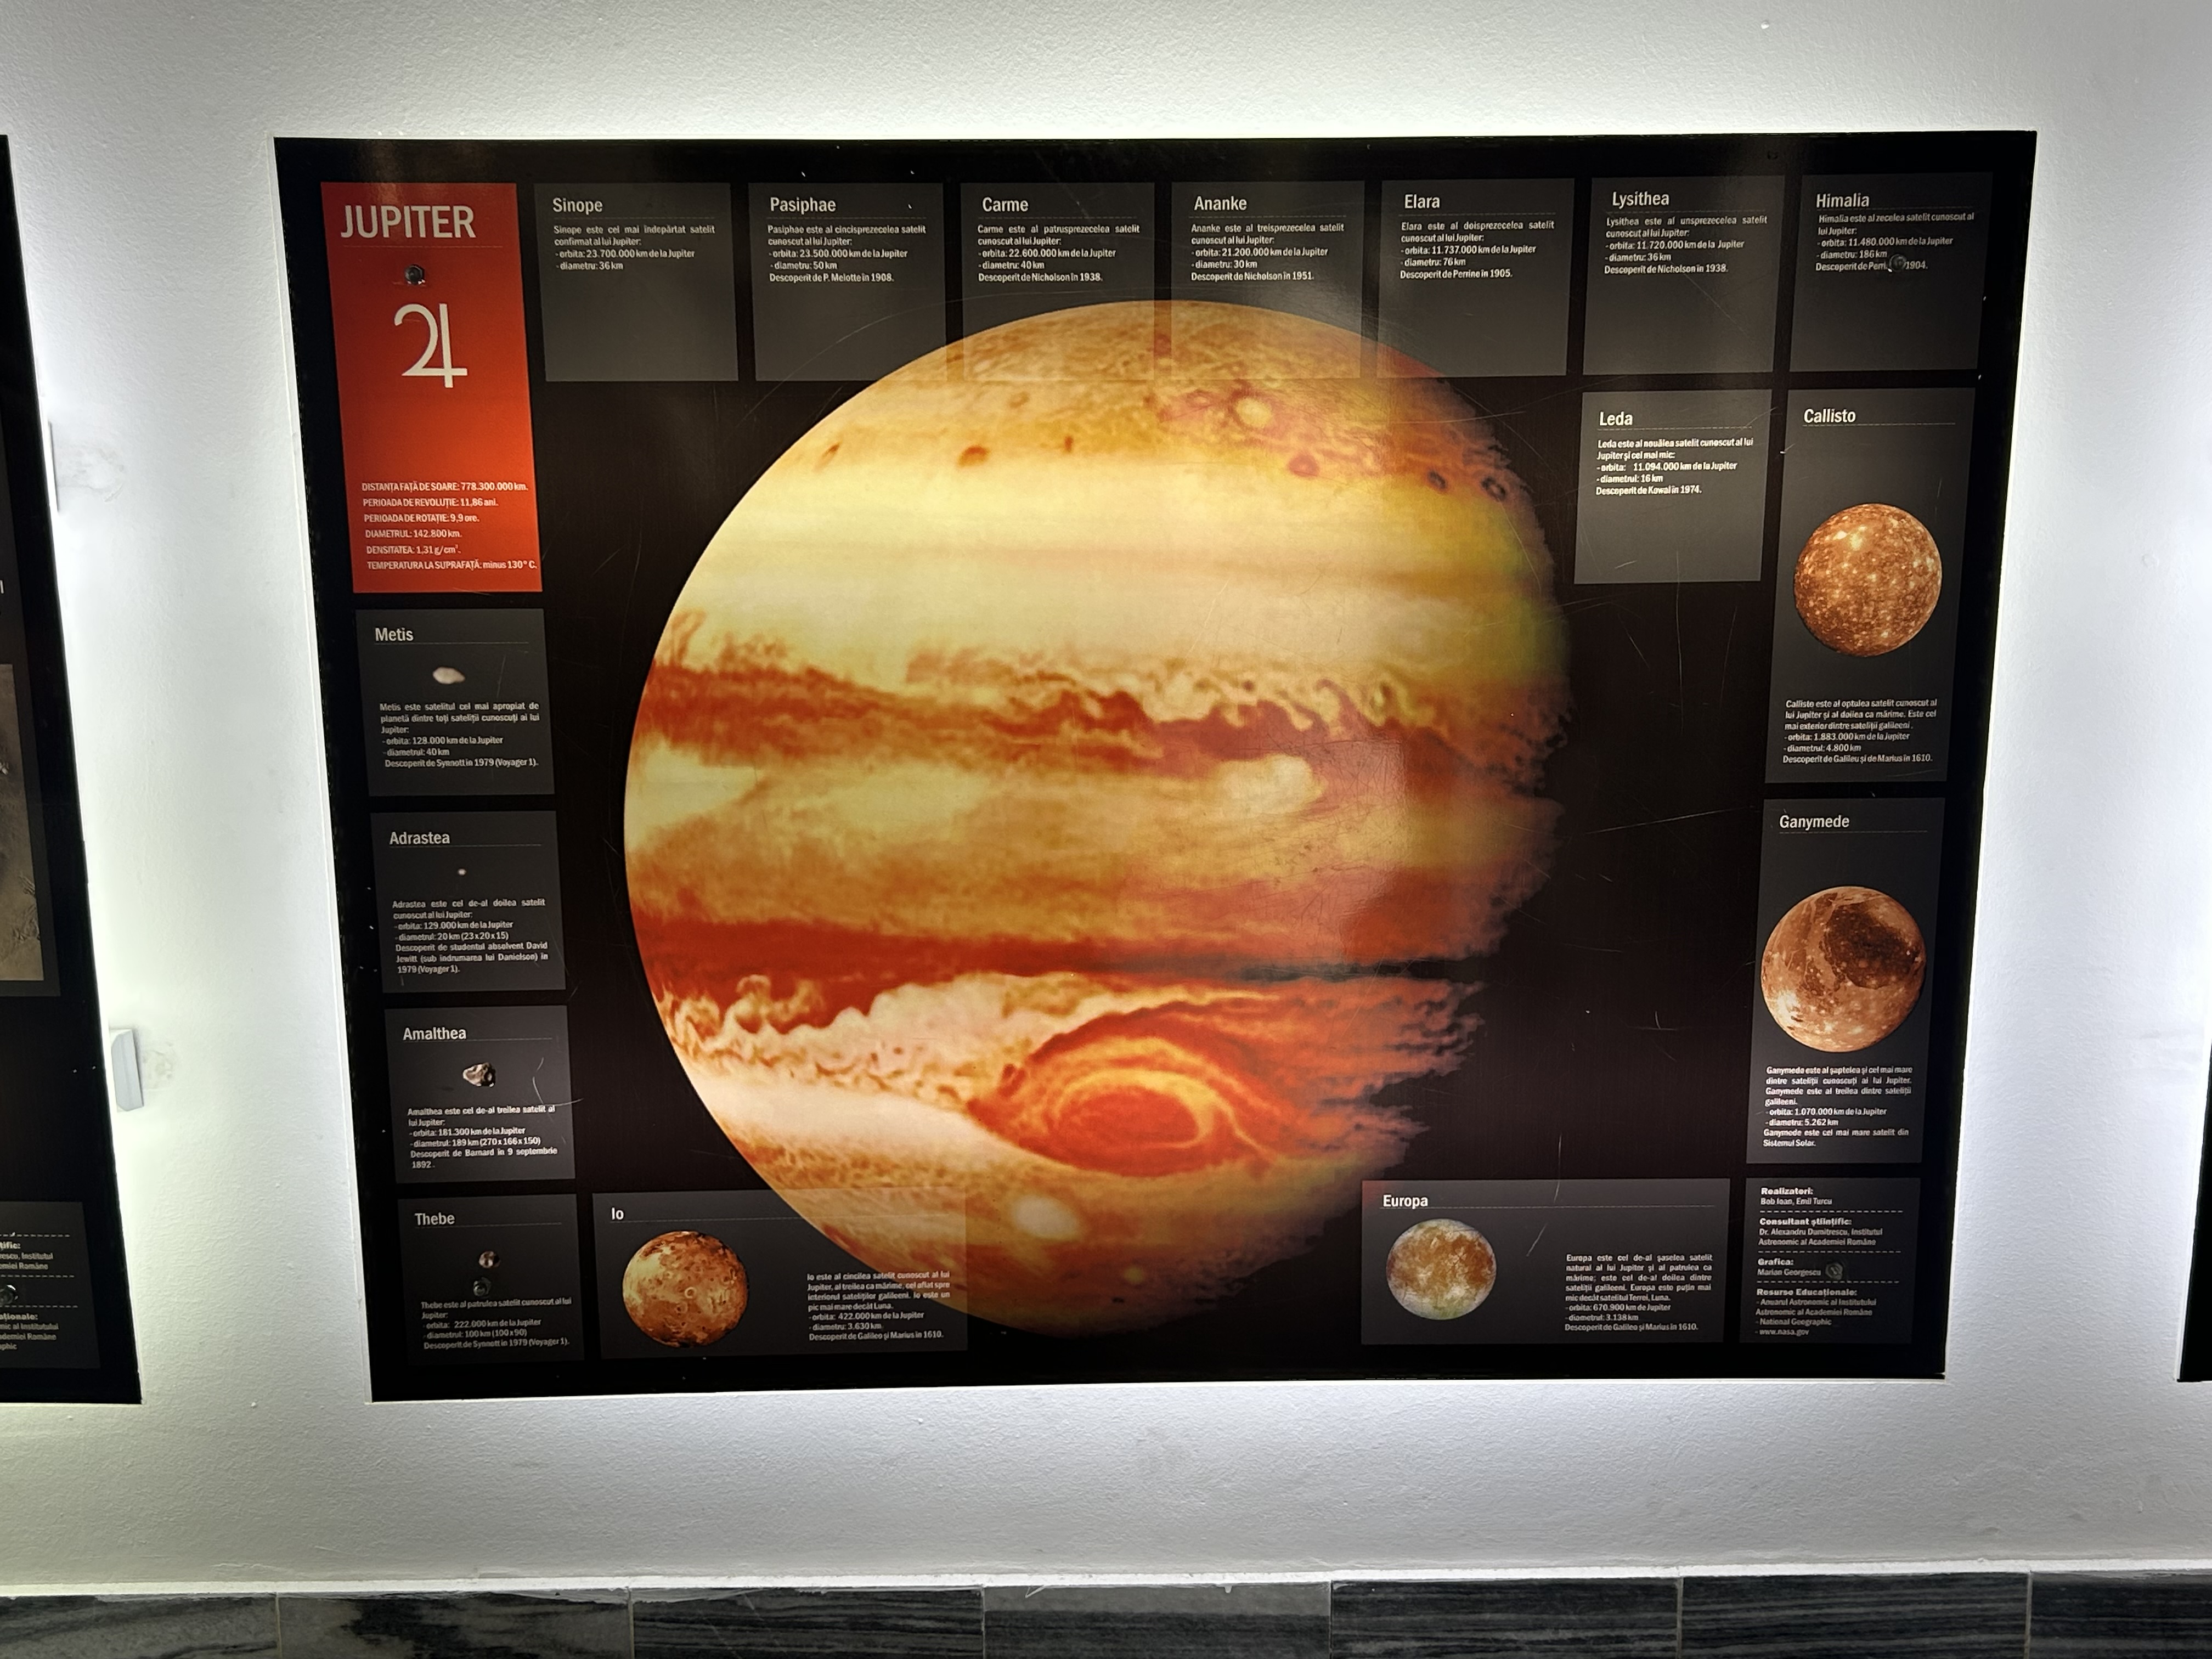 JUPITER
DISTANȚA FAȚĂ DE SOARE: 778.300.000 km.
PERIOADA DE REVOLUȚIE: 11,86 ani.
PERIOADA DE ROTAȚIE: 9,9 ore.
DIAMETRUL: 142.800 km.
DENSITATEA: 1,31 g/cm³.
TEMPERATURA LA SUPRAFAȚĂ: minus 130° C.
Sinope
Sinope este cel mai îndepărtat satelit
confirmat al lui Jupiter:
- orbita: 23.700.000 km de la Jupiter
- diametru: 36 km
Pasiphae
Pasiphae este al cincisprezecelea satelit
cunoscut al lui Jupiter:
- orbita: 23.500.000 km de la Jupiter
- diametru: 50 km
Descoperit de P. Melotte în 1908.
Carme
Carme este al patrusprezecelea satelit
cunoscut al lui Jupiter:
- orbita: 22.600.000 km de la Jupiter
- diametru: 40 km
Descoperit de Nicholson în 1938.
Ananke
Ananke este al treisprezecelea satelit
cunoscut al lui Jupiter:
- orbita: 21.200.000 km de la Jupiter
- diametru: 30 km
Descoperit de Nicholson în 1951.
Elara
Elara este al doisprezecelea satelit
cunoscut al lui Jupiter:
- orbita: 11.737.000 km de la Jupiter
- diametru: 76 km
Descoperit de Perrine în 1905.
Lysithea
Lysithea este al unsprezecelea satelit
cunoscut al lui Jupiter:
- orbita: 11.720.000 km de la Jupiter
- diametru: 36 km
Descoperit de Nicholson în 1938.
Himalia
Himalia este al zecelea satelit cunoscut al
lui Jupiter:
- orbita: 11.480.000 km de la Jupiter
- diametru: 186 km
Descoperit de 1904.
Leda
Leda este al nouălea satelit cunoscut al lui
Jupiter și cel mai mic:
- orbita: 11.094.000 km de la Jupiter
- diametrul: 16 km
Descoperit de Kowal în 1974.
Callisto
Callisto este al optulea satelit cunoscut al
lui Jupiter și al doilea ca mărime. Este cel
mai exterior dintre sateliții galileeni.
- orbita: 1.883.000 km de la Jupiter
- diametrul: 4.800 km
Descoperit de Galileu și de Marius în 1610.
Ganymede
Ganymede este al șaptelea și cel mai mare
dintre sateliții cunoscuți ai lui Jupiter.
Ganymede este al treilea dintre sateliții
galileeni.
- orbita: 1.070.000 km de la Jupiter
- diametru: 5.262 km
Ganymede este cel mai mare satelit din
Sistemul Solar.
Metis
Metis este satelitul cel mai apropiat de
planetă dintre toți sateliții cunoscuți ai lui
Jupiter:
- orbita: 128.000 km de la Jupiter
- diametrul: 40 km
Descoperit de Synnott în 1979 (Voyager 1).
Adrastea
Adrastea este cel de-al doilea satelit
cunoscut al lui Jupiter:
- orbita: 129.000 km de la Jupiter
- diametrul: 20 km (23 x 20 x 15)
Descoperit de studentul absolvent David
Jewitt (sub îndrumarea lui Danielson) în
1979 (Voyager 1).
Amalthea
Amalthea este cel de-al treilea satelit al
lui Jupiter:
- orbita: 181.300 km de la Jupiter
- diametrul: 189 km (270 x 166 x 150)
Descoperit de Barnard în 9 septembrie
1892.
Thebe
Thebe este al patrulea satelit cunoscut al lui
Jupiter:
- orbita: 222.000 km de la Jupiter
- diametrul: 100 km (100 x 90)
Descoperit de Synnott în 1979 (Voyager 1).
Io
Io este al cincilea satelit cunoscut al lui
Jupiter, al treilea ca mărime, cel aflat spre
interiorul sateliților galileeni. Io este un
pic mai mare decât Luna.
- orbita: 422.000 km de la Jupiter
- diametru: 3.630 km
Descoperit de Galileo și Marius în 1610.
Europa
Europa este cel de-al șaselea satelit
natural al lui Jupiter și al patrulea ca
mărime; este cel de-al doilea dintre
sateliții galileeni. Europa este puțin mai
mic decât satelitul Terrei, Luna.
- orbita: 670.900 km de Jupiter
- diametrul: 3.138 km
Descoperit de Galileo și Marius în 1610.
Realizatori:
Bob Ioan, Emil Turcu
Consultant științific:
Dr. Alexandru Dumitrescu, Institutul
Astronomic al Academiei Române
Grafica:
Marian Georgescu
Resurse Educaționale:
- Anuarul Astronomic al Institutului
Astronomic al Academiei Române
- National Goegraphic
- www.nasa.gov